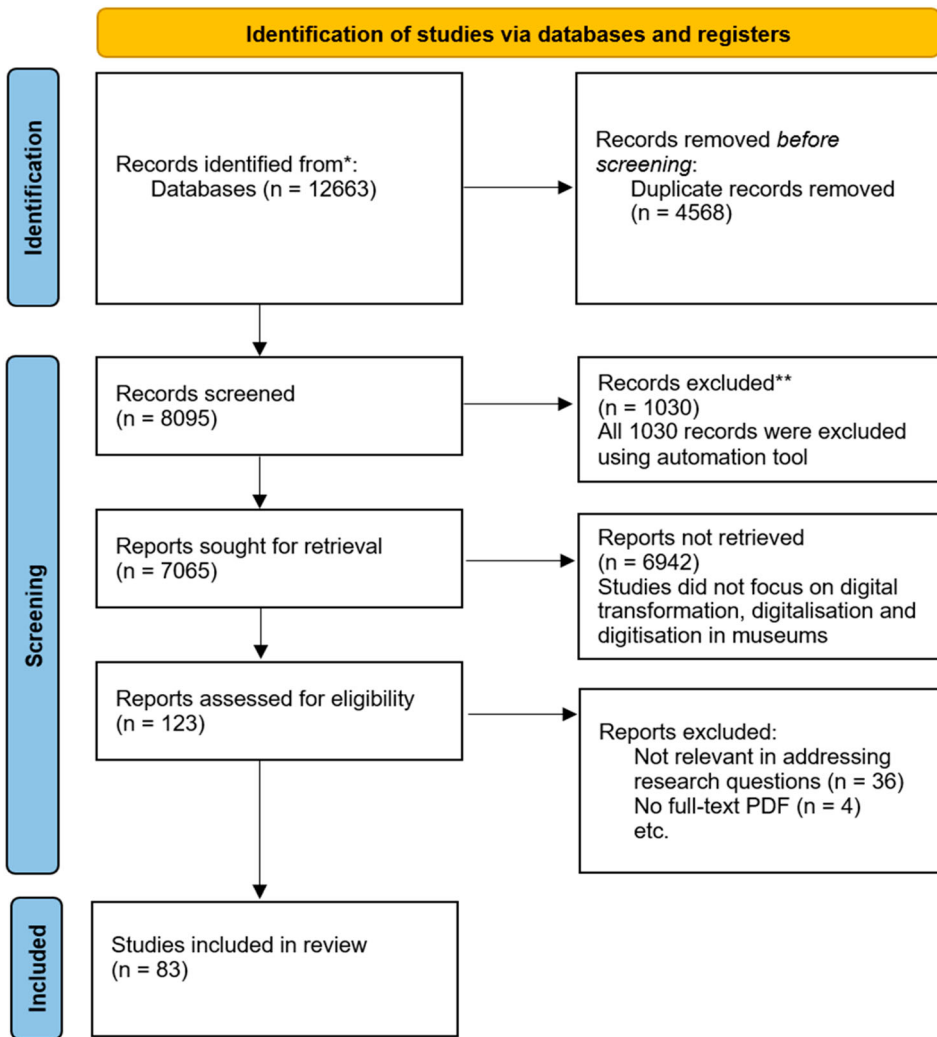 Identification of studies via databases and registers
Identification
Records identified from*:
Databases (n = 12663)
Records removed before
screening:
Duplicate records removed
(n = 4568)
Screening
Records screened
(n = 8095)
Records excluded**
(n = 1030)
All 1030 records were excluded
using automation tool
Reports sought for retrieval
(n = 7065)
Reports not retrieved
(n = 6942)
Studies did not focus on digital
transformation, digitalisation and
digitisation in museums
Reports assessed for eligibility
(n = 123)
Reports excluded:
Not relevant in addressing
research questions (n = 36)
No full-text PDF (n = 4)
etc.
Included
Studies included in review
(n = 83)